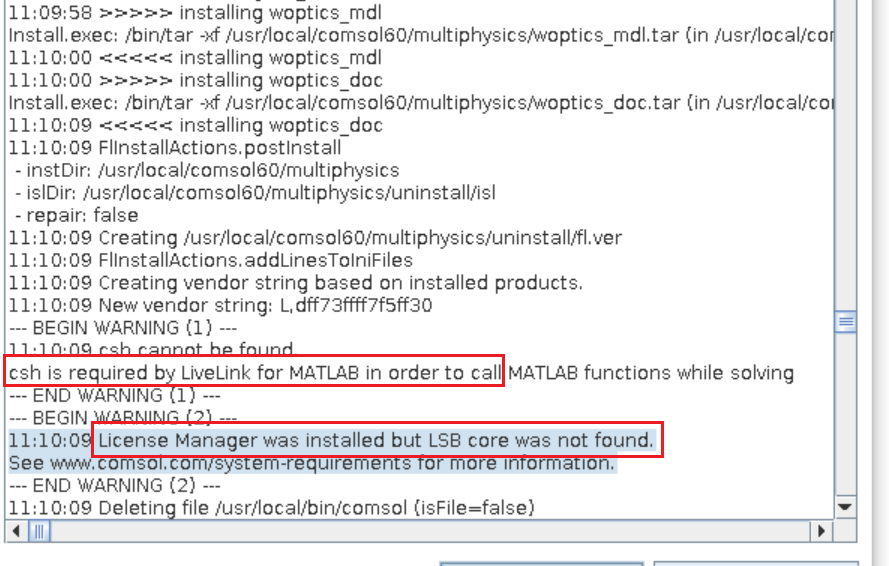 11:09:58 >>>>> installing woptics_mdl
Install.exec: /bin/tar -xf /usr/local/comsol60/multiphysics/woptics_mdl.tar (in /usr/local/com
11:10:00 <<<<< installing woptics_mdl
11:10:00 >>>>> installing woptics_doc
Install.exec: /bin/tar -xf /usr/local/comsol60/multiphysics/woptics_doc.tar (in /usr/local/co
11:10:09 <<<<< installing woptics_doc
11:10:09 FlInstallActions.postInstall
- instDir: /usr/local/comsol60/multiphysics
- islDir: /usr/local/comsol60/multiphysics/uninstall/isl
- repair: false
11:10:09 Creating /usr/local/comsol60/multiphysics/uninstall/fl.ver
11:10:09 FlInstallActions.addLinesToIniFiles
11:10:09 Creating vendor string based on installed products.
11:10:09 New vendor string: L,dff73ffff7f5ff30
--- BEGIN WARNING (1) ---
11:10:09 csh cannot be found.
csh is required by LiveLink for MATLAB in order to call MATLAB functions while solving
--- END WARNING (1) ---
--- BEGIN WARNING (2) ---
11:10:09 License Manager was installed but LSB core was not found.
See www.comsol.com/system-requirements for more information.
--- END WARNING (2) ---
11:10:09 Deleting file /usr/local/bin/comsol (isFile=false)